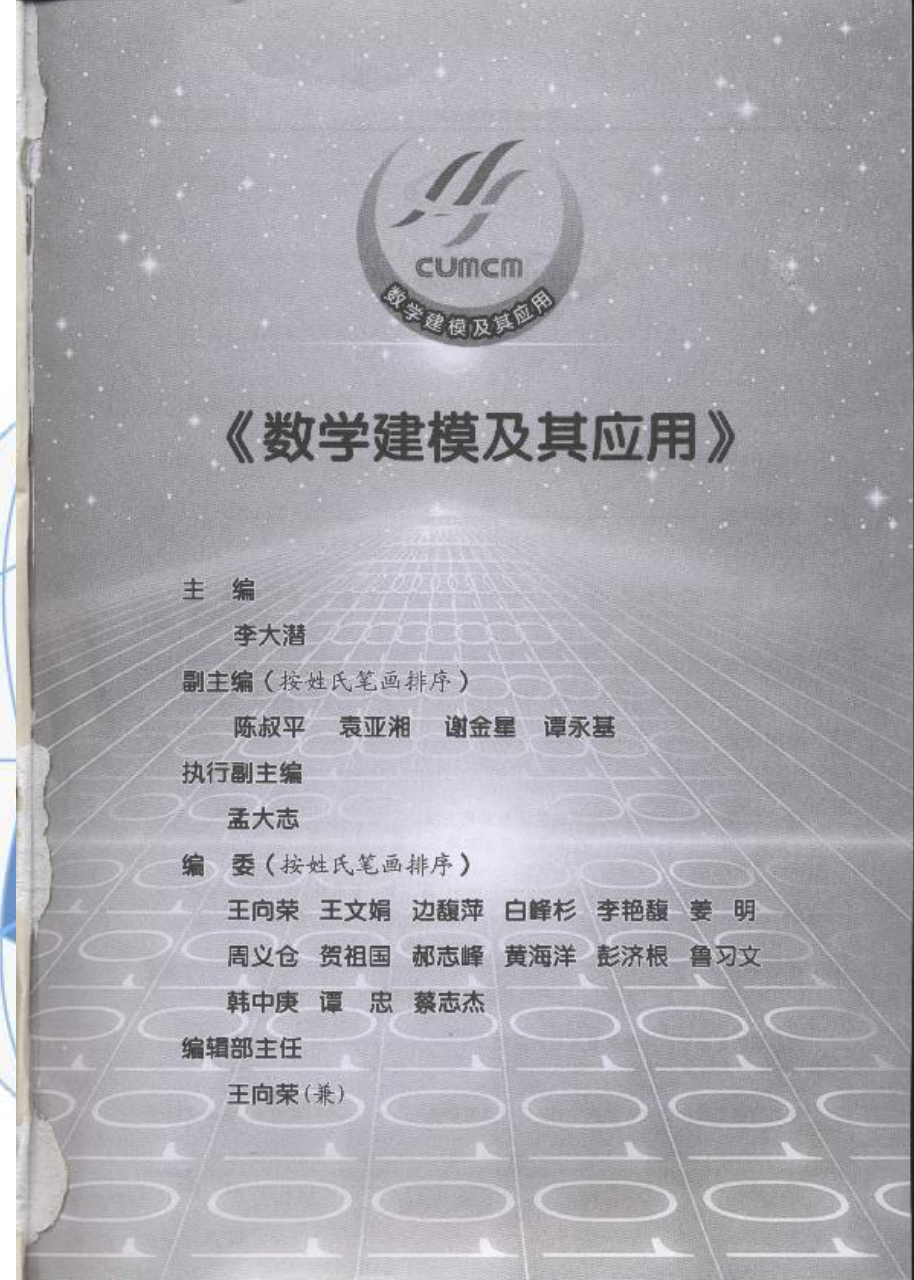 CUMCM
数学建模及其应用
《数学建模及其应用》
主 编
李大潜
副主编(按姓氏笔画排序)
陈叔平 袁亚湘 谢金星 谭永基
执行副主编
孟大志
编 委(按姓氏笔画排序)
王向荣 王文娟 边馥萍 白峰杉 李艳馥 姜 明
周义仓 贺祖国 郝志峰 黄海洋 彭济根 鲁习文
韩中庚 谭 忠 蔡志杰
编辑部主任
王向荣(兼)